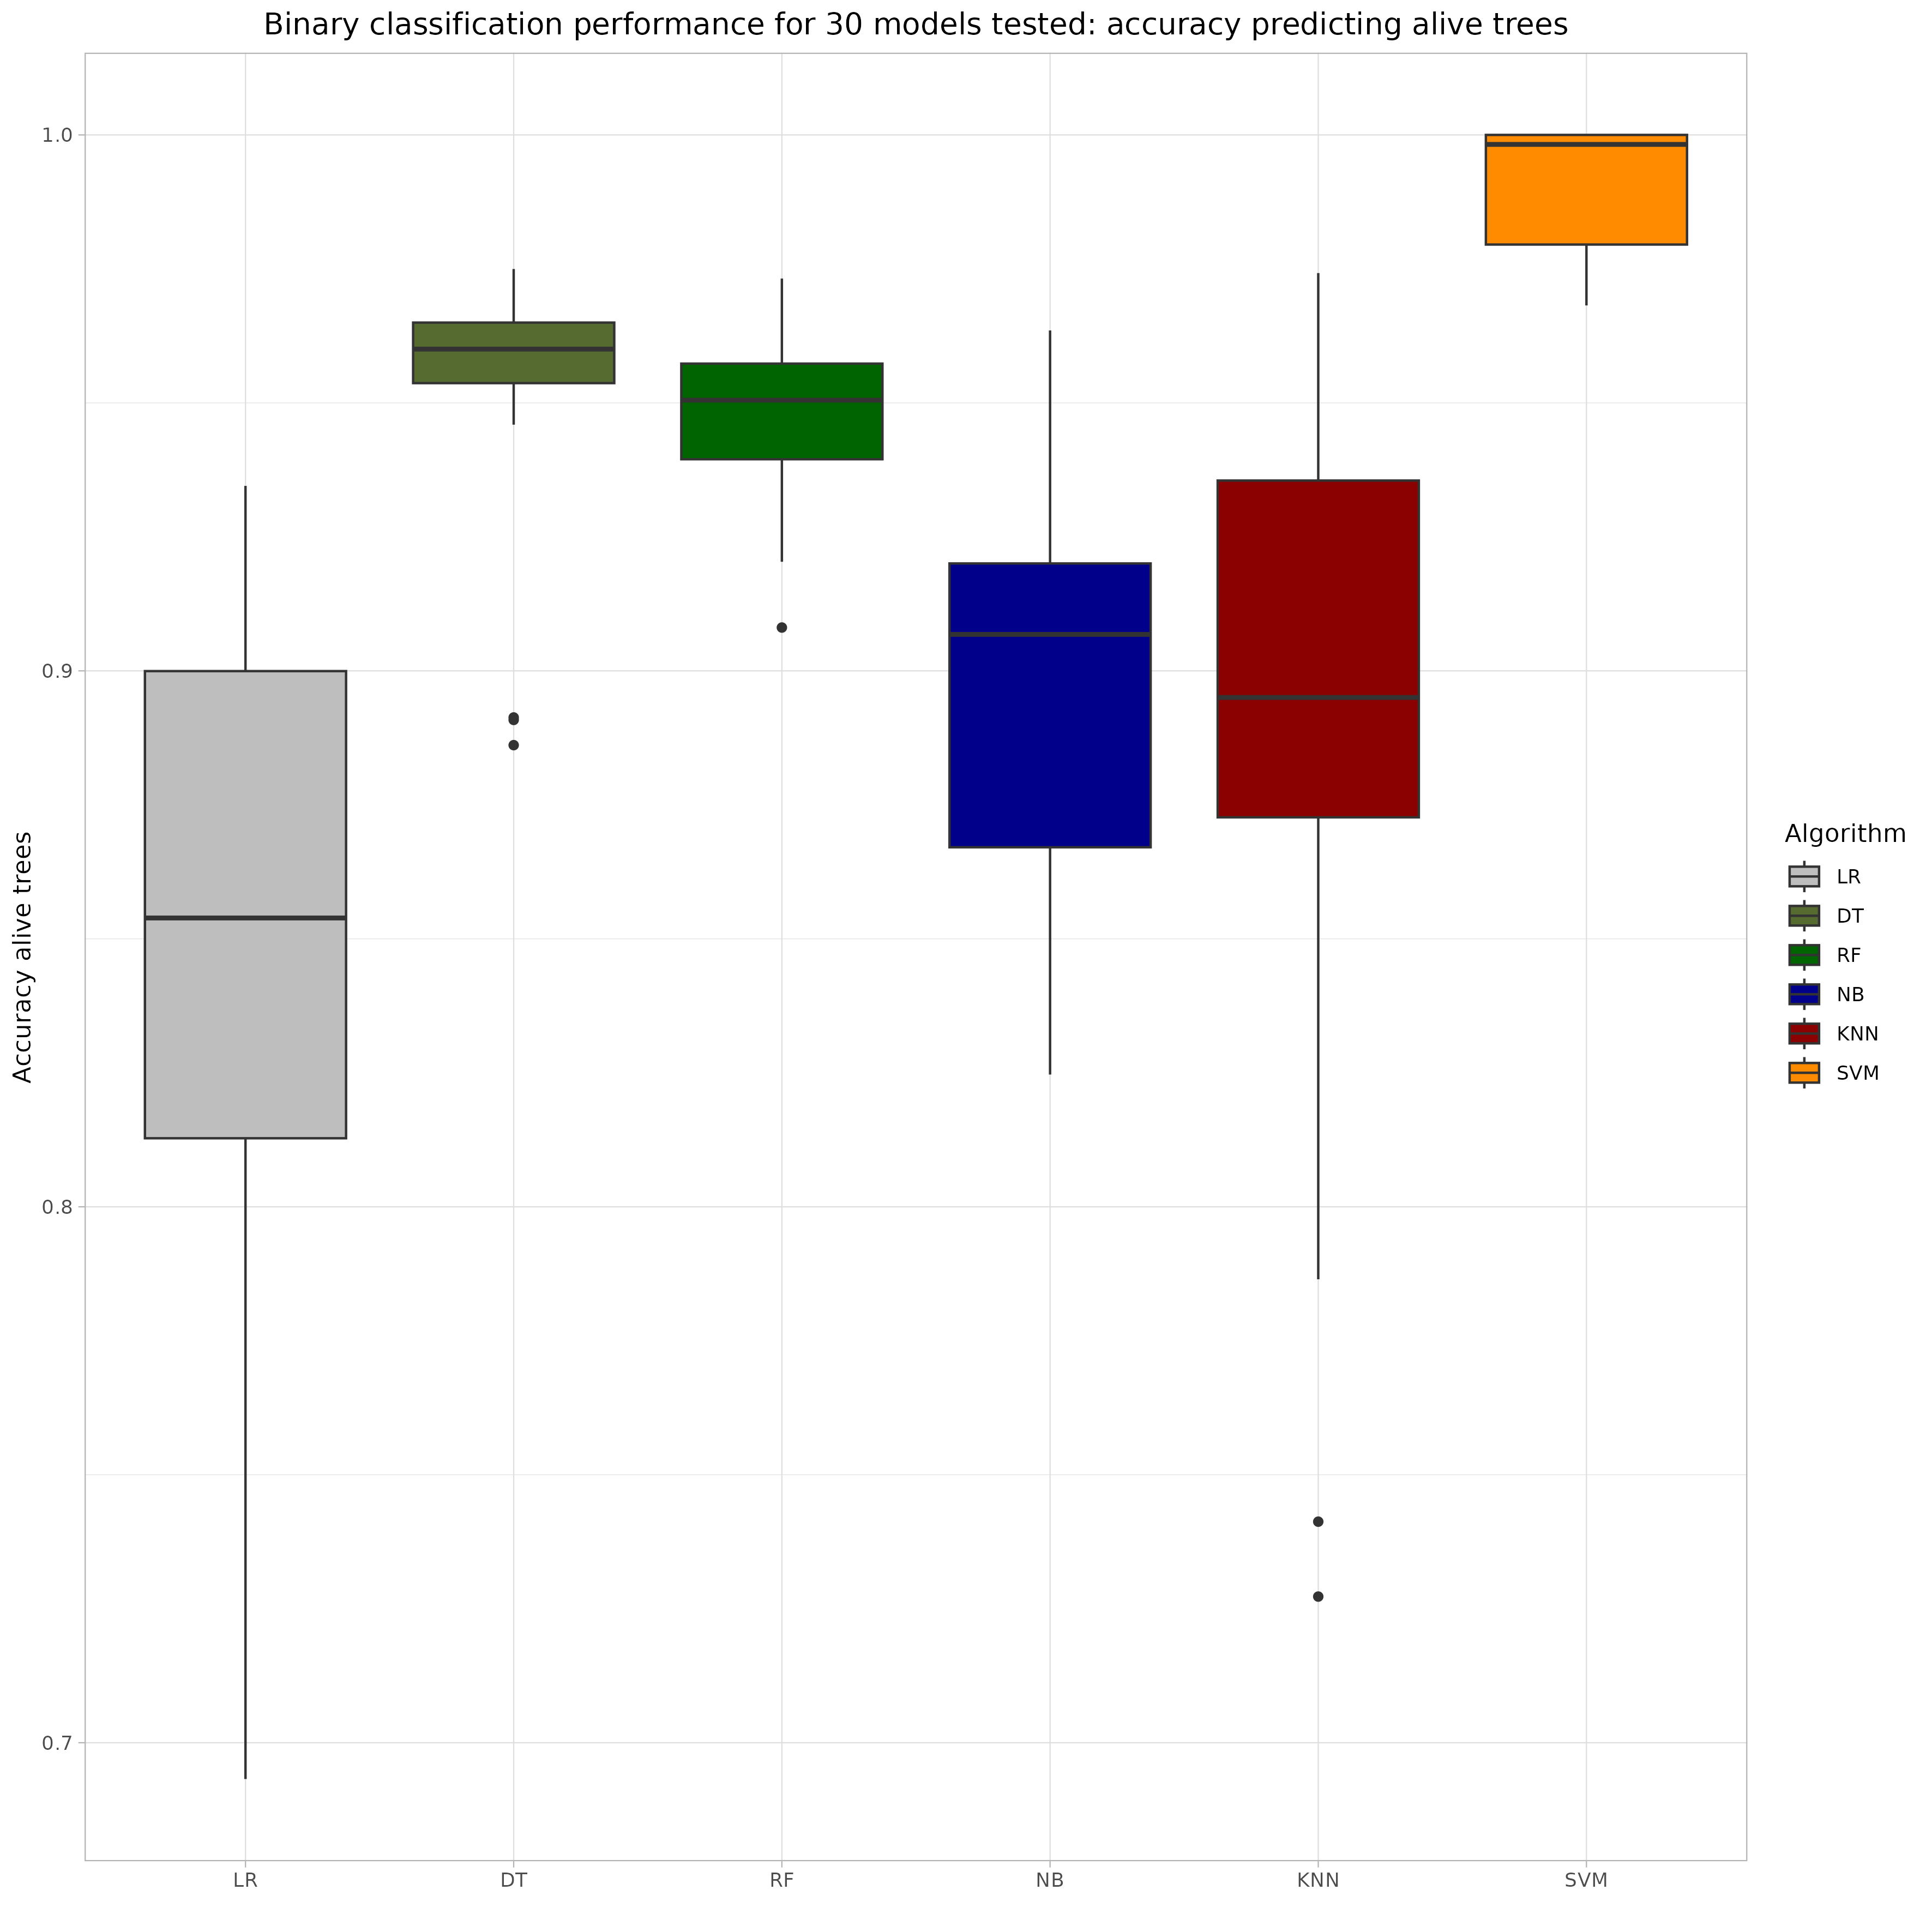 Binary classification performance for 30 models tested: accuracy predicting alive trees
Accuracy alive trees
1.0
0.9
0.8
0.7
LR
DT
RF
NB
KNN
SVM
Algorithm
LR
DT
RF
NB
KNN
SVM